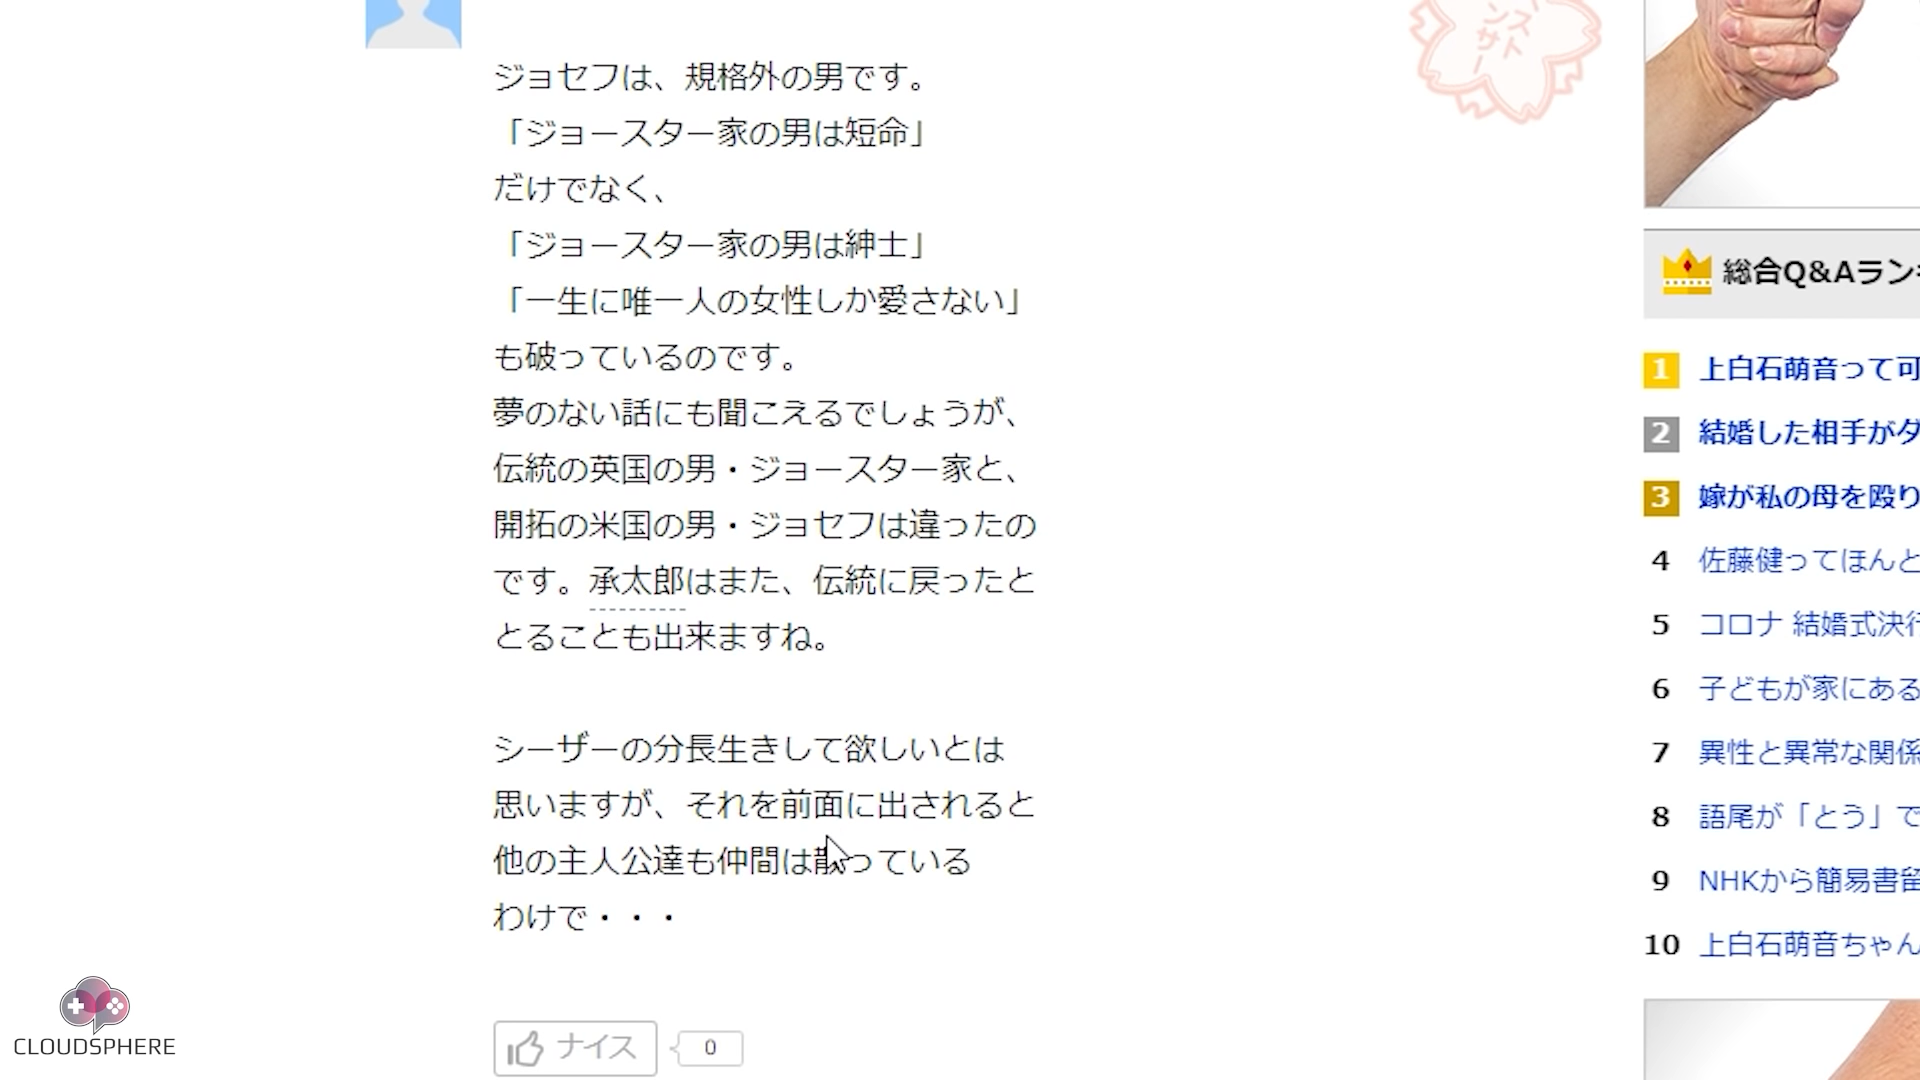 ジョセフは、規格外の男です。
「ジョースター家の男は短命」
だけでなく、
「ジョースター家の男は紳士」
「一生に唯一人の女性しか愛さない」
も破っているのです。
夢のない話にも聞こえるでしょうが、
伝統の英国の男・ジョースター家と、
開拓の米国の男・ジョセフは違ったの
です。承太郎はまた、伝統に戻ったと
とることも出来ますね。
シーザーの分長生きして欲しいとは
思いますが、それを前面に出されると
他の主人公達も仲間は散っている
わけで・・・
ナイス
0
総合Q&Aラン
1 上白石萌音って可
2 結婚した相手がダ
3 嫁が私の母を殴り
4 佐藤健ってほんと
5 コロナ 結婚式決行
6 子どもが家にある
7 異性と異常な関係
8 語尾が「とう」で
9 NHKから簡易書留
10 上白石萌音ちゃん
CLOUDSPHERE